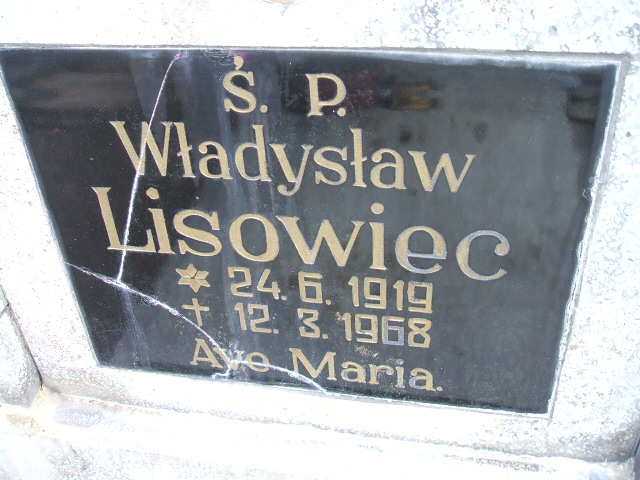 Ś. P.
Władysław
Lisowiec
* 24. 6. 1919
+ 12. 3. 1968
Ave Maria.